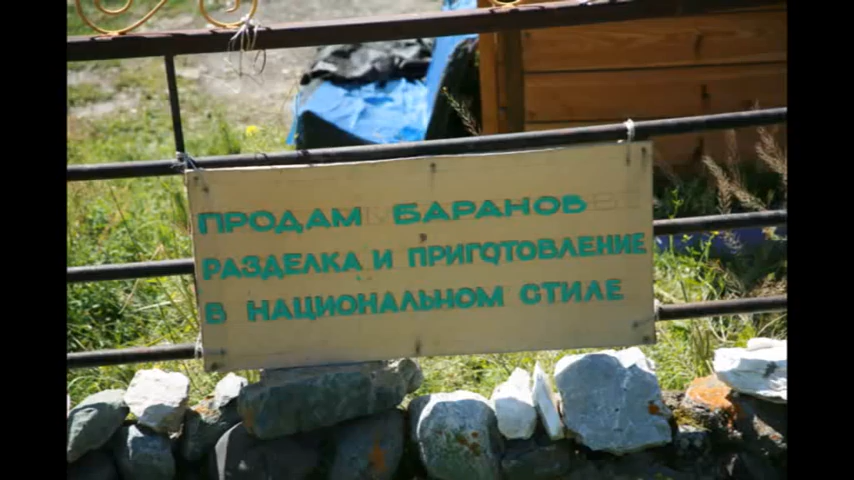 ПРОДАМ БАРАНОВ
РАЗДЕЛКА И ПРИГОТОВЛЕНИЕ
В НАЦИОНАЛЬНОМ СТИЛЕ